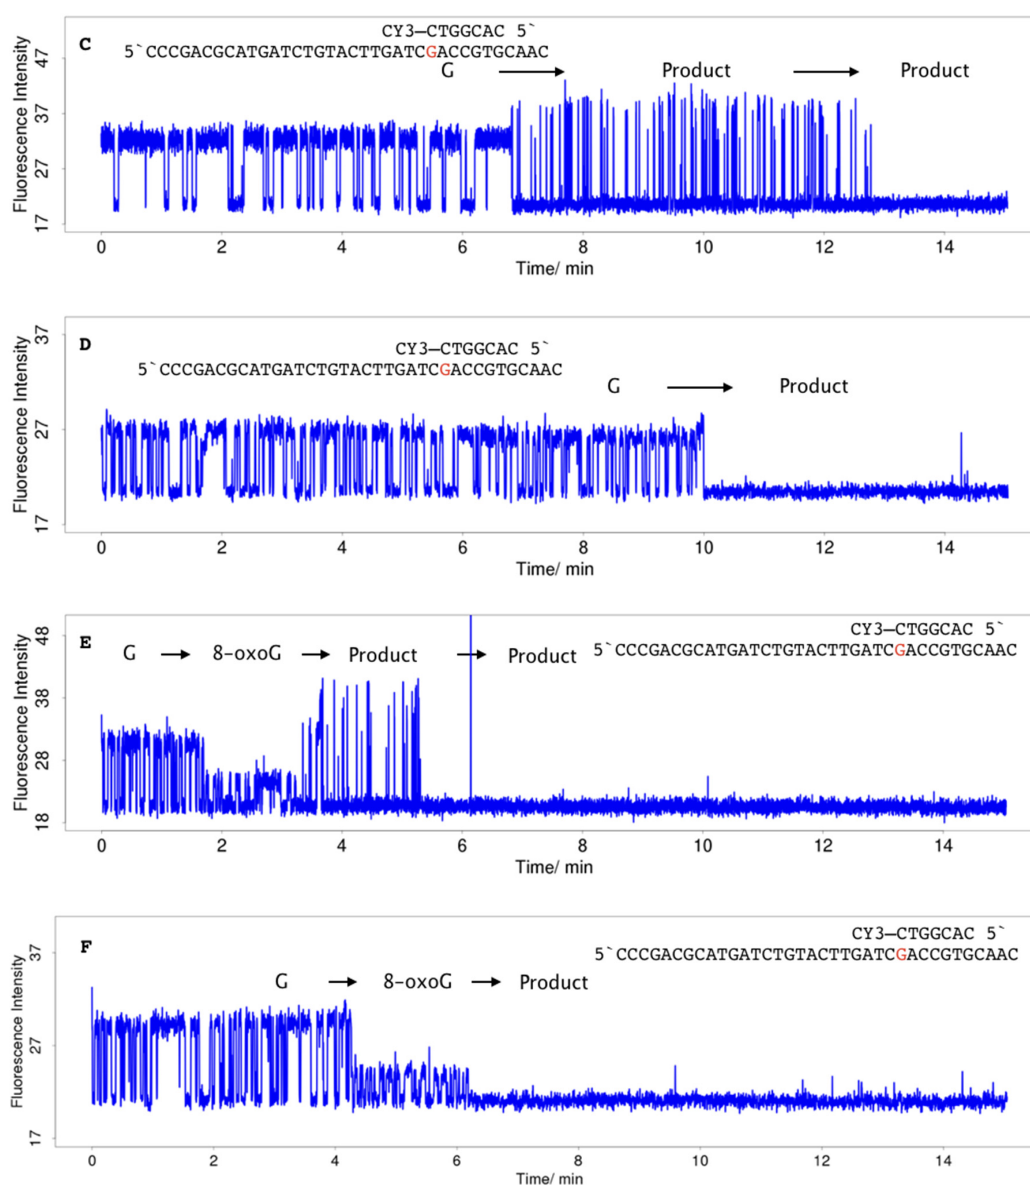 C
CY3—CTGGCAC 5`
5`CCCGACGCATGATCTGTACTTGATCGACCGTGCAAC
G → Product → Product
Fluorescence Intensity
47
37
27
17
0 2 4 6 8 10 12 14
Time/ min
D
CY3—CTGGCAC 5`
5`CCCGACGCATGATCTGTACTTGATCGACCGTGCAAC
G → Product
Fluorescence Intensity
37
27
17
0 2 4 6 8 10 12 14
Time/ min
E
CY3—CTGGCAC 5`
G → 8-oxoG → Product → Product
5`CCCGACGCATGATCTGTACTTGATCGACCGTGCAAC
Fluorescence Intensity
48
38
28
18
0 2 4 6 8 10 12 14
Time/ min
F
CY3—CTGGCAC 5`
5`CCCGACGCATGATCTGTACTTGATCGACCGTGCAAC
G → 8-oxoG → Product
Fluorescence Intensity
37
27
17
0 2 4 6 8 10 12 14
Time/ min